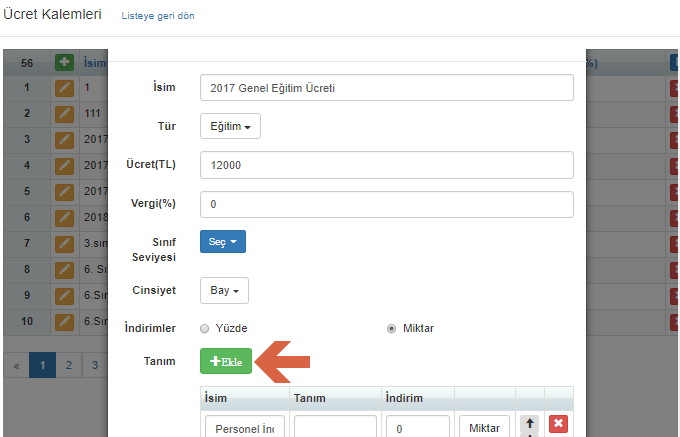 Ücret Kalemleri Listeye geri dön
56 İsim %)
1 1
2 111
3 2017
4 2017
5 2017
6 2018
7 3.sın
8 6. Sı
9 6.Sır
10 6.Sır
« 1 2 3
İsim 2017 Genel Eğitim Ücreti
Tür Eğitim
Ücret(TL) 12000
Vergi(%) 0
Sınıf Seç
Seviyesi
Cinsiyet Bay
İndirimler Yüzde Miktar
Tanım Ekle
İsim Tanım İndirim
Personel İnd 0 Miktar